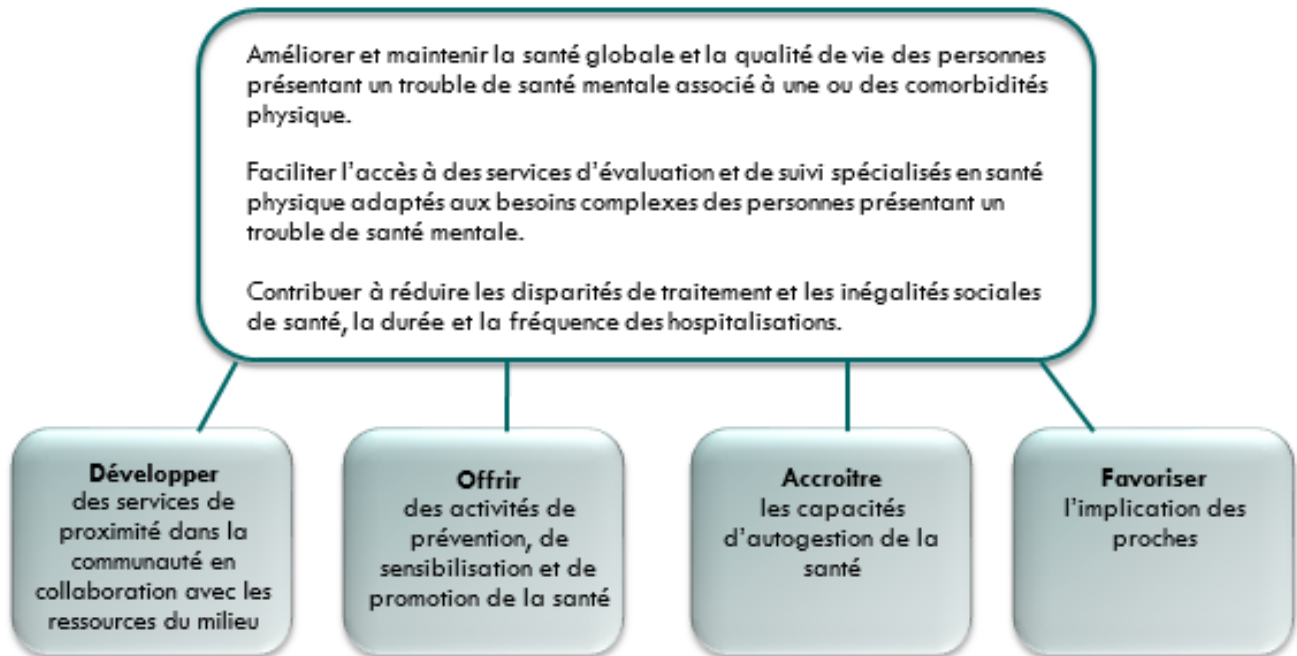 Améliorer et maintenir la santé globale et la qualité de vie des personnes
présentant un trouble de santé mentale associé à une ou des comorbidités
physique.
Faciliter l'accès à des services d'évaluation et de suivi spécialisés en santé
physique adaptés aux besoins complexes des personnes présentant un
trouble de santé mentale.
Contribuer à réduire les disparités de traitement et les inégalités sociales
de santé, la durée et la fréquence des hospitalisations.
Développer
des services de
proximité dans la
communauté en
collaboration avec les
ressources du milieu
Offrir
des activités de
prévention, de
sensibilisation et de
promotion de la santé
Accroître
les capacités
d'autogestion de la
santé
Favoriser
l'implication des
proches